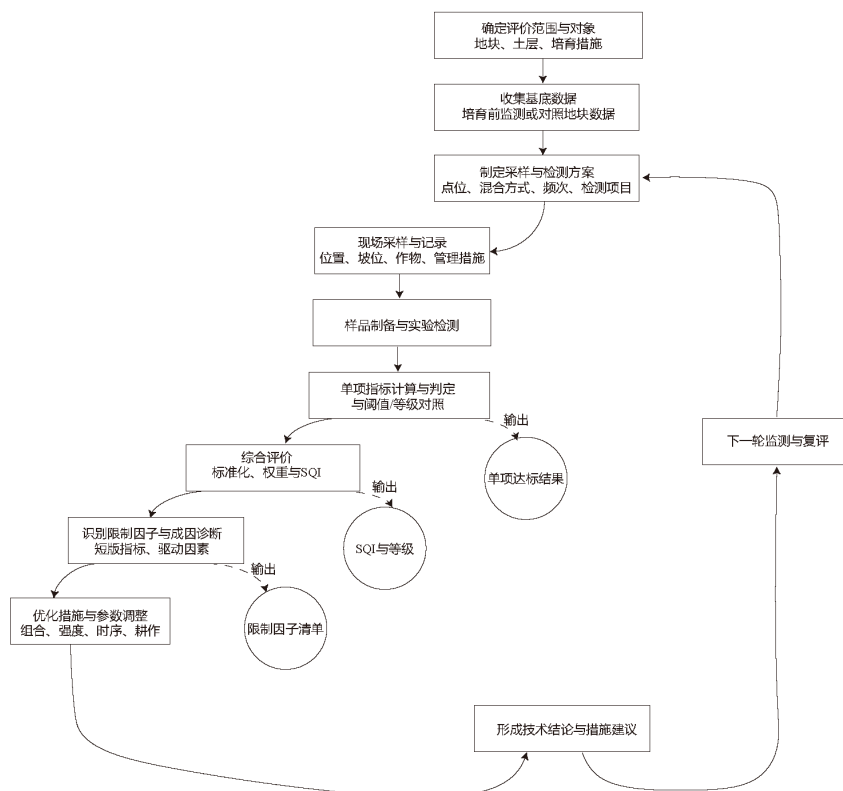 确定评价范围与对象
地块、土层、培育措施
收集基底数据
培育前监测或对照地块数据
制定采样与检测方案
点位、混合方式、频次、检测项目
现场采样与记录
位置、坡位、作物、管理措施
样品制备与实验检测
单项指标计算与判定
与阈值/等级对照
输出
单项达标结果
下一轮监测与复评
综合评价
标准化、权重与SQI
输出
SQI与等级
识别限制因子与成因诊断
短版指标、驱动因素
输出
限制因子清单
优化措施与参数调整
组合、强度、时序、耕作
形成技术结论与措施建议